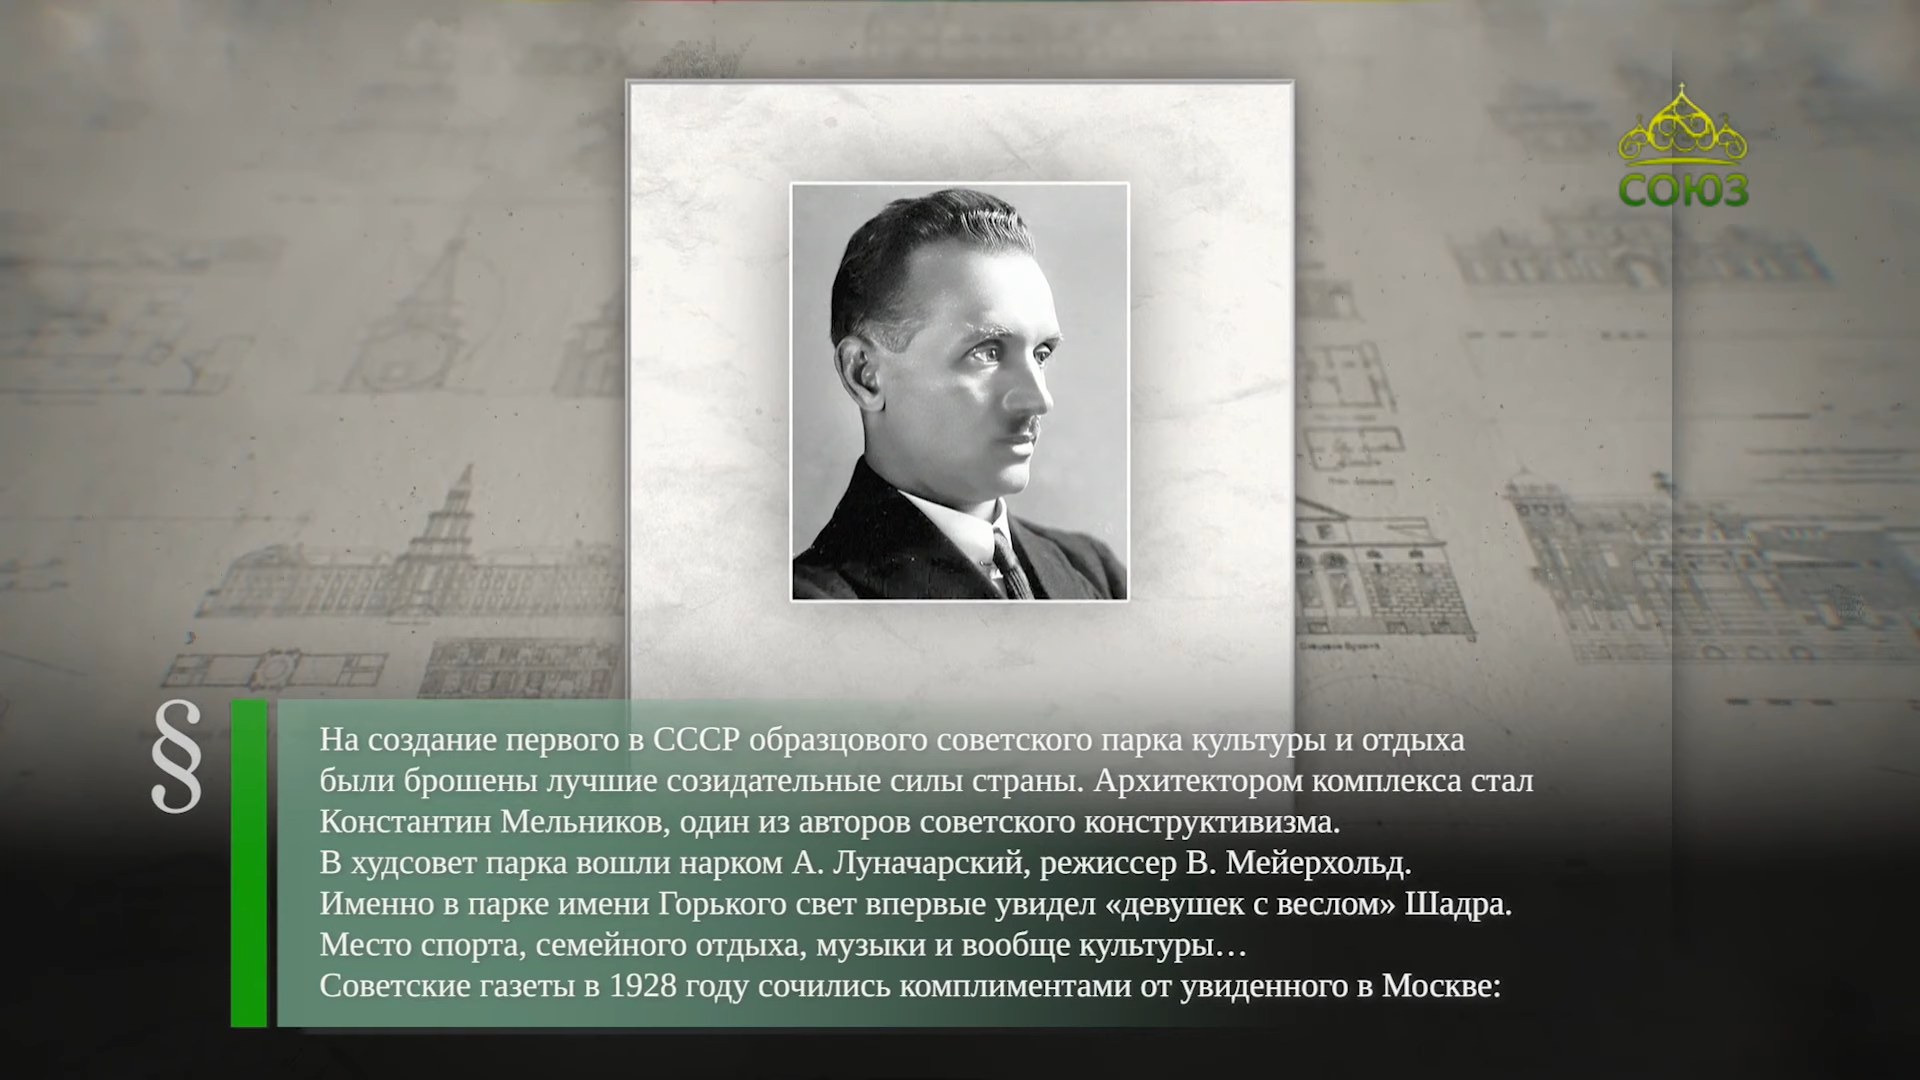 СОЮЗ
§
На создание первого в СССР образцового советского парка культуры и отдыха
были брошены лучшие созидательные силы страны. Архитектором комплекса стал
Константин Мельников, один из авторов советского конструктивизма.
В худсовет парка вошли нарком А. Луначарский, режиссер В. Мейерхольд.
Именно в парке имени Горького свет впервые увидел «девушек с веслом» Шадра.
Место спорта, семейного отдыха, музыки и вообще культуры…
Советские газеты в 1928 году сочились комплиментами от увиденного в Москве: